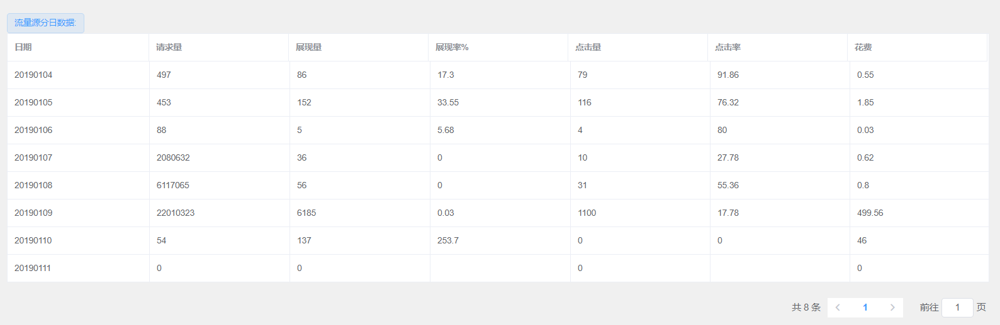 流量源分日数据:
日期 请求量 展现量 展现率% 点击量 点击率 花费
20190104 497 86 17.3 79 91.86 0.55
20190105 453 152 33.55 116 76.32 1.85
20190106 88 5 5.68 4 80 0.03
20190107 2080632 36 0 10 27.78 0.62
20190108 6117065 56 0 31 55.36 0.8
20190109 22010323 6185 0.03 1100 17.78 499.56
20190110 54 137 253.7 0 0 46
20190111 0 0 0 0
共 8 条 1 前往 1 页